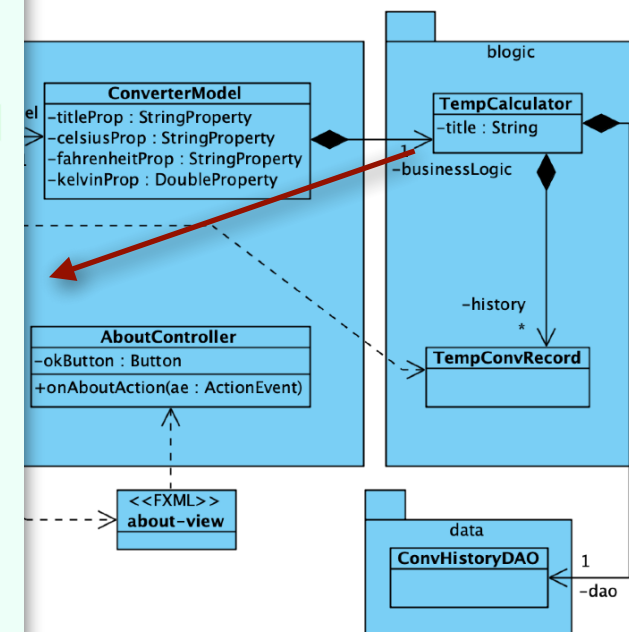 blogic
ConverterModel
-titleProp : StringProperty
-celsiusProp : StringProperty
-fahrenheitProp : StringProperty
-kelvinProp : DoubleProperty
el
TempCalculator
-title : String
1
-businessLogic
-history
*
AboutController
-okButton : Button
+onAboutAction(ae : ActionEvent)
TempConvRecord
<<FXML>>
about-view
data
ConvHistoryDAO
1
-dao